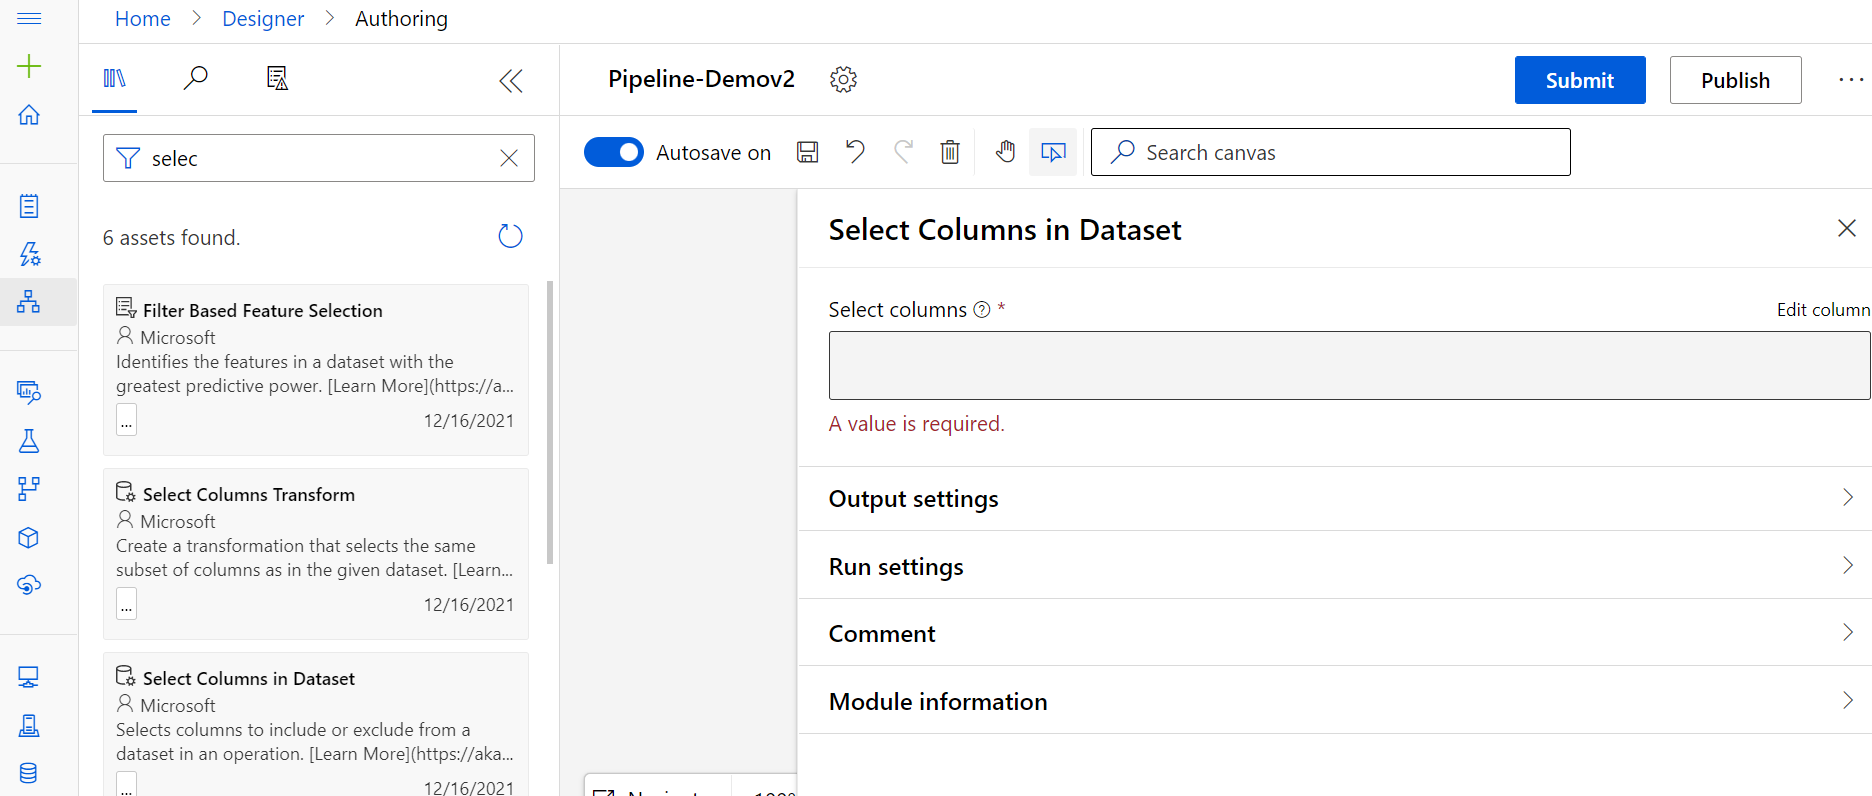 Home > Designer > Authoring
Pipeline-Demov2
Submit
Publish
...
selec
Autosave on
Search canvas
6 assets found.
Filter Based Feature Selection
Microsoft
Identifies the features in a dataset with the
greatest predictive power. [Learn More](https://a...
...
12/16/2021
Select Columns Transform
Microsoft
Create a transformation that selects the same
subset of columns as in the given dataset. [Learn...
...
12/16/2021
Select Columns in Dataset
Microsoft
Selects columns to include or exclude from a
dataset in an operation. [Learn More](https://aka...
...
12/16/2021
Select Columns in Dataset
Select columns *
Edit column
A value is required.
Output settings
Run settings
Comment
Module information